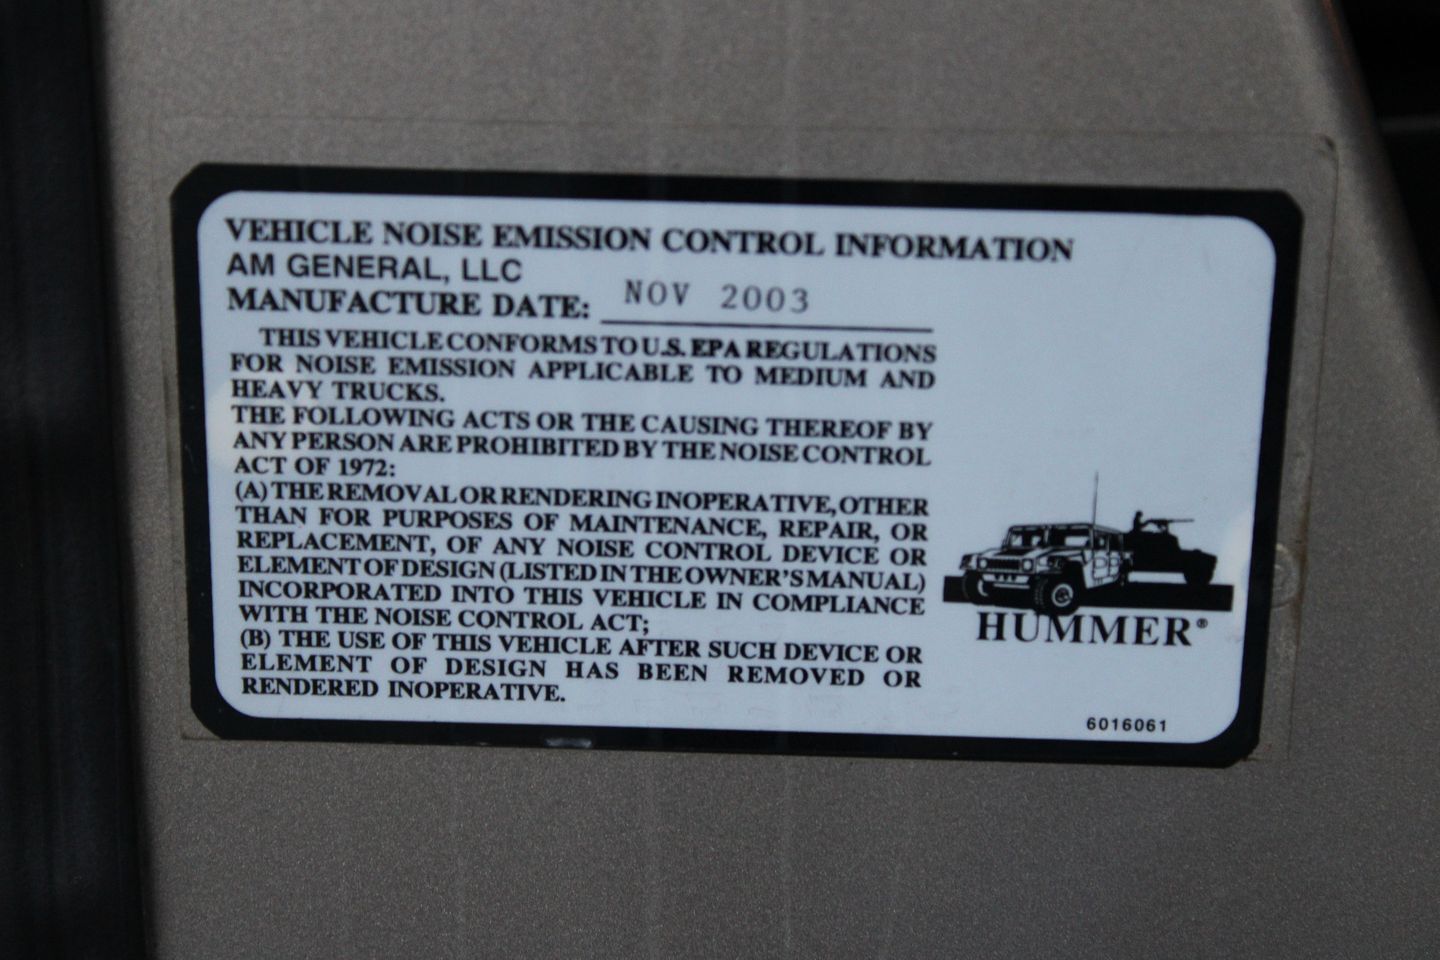 VEHICLE NOISE EMISSION CONTROL INFORMATION
AM GENERAL, LLC
MANUFACTURE DATE: NOV 2003
THIS VEHICLE CONFORMS TO U.S. EPA REGULATIONS
FOR NOISE EMISSION APPLICABLE TO MEDIUM AND
HEAVY TRUCKS.
THE FOLLOWING ACTS OR THE CAUSING THEREOF BY
ANY PERSON ARE PROHIBITED BY THE NOISE CONTROL
ACT OF 1972:
(A) THE REMOVAL OR RENDERING INOPERATIVE, OTHER
THAN FOR PURPOSES OF MAINTENANCE, REPAIR, OR
REPLACEMENT, OF ANY NOISE CONTROL DEVICE OR
ELEMENT OF DESIGN (LISTED IN THE OWNER'S MANUAL)
INCORPORATED INTO THIS VEHICLE IN COMPLIANCE
WITH THE NOISE CONTROL ACT;
(B) THE USE OF THIS VEHICLE AFTER SUCH DEVICE OR
ELEMENT OF DESIGN HAS BEEN REMOVED OR
RENDERED INOPERATIVE.
HUMMER®
6016061